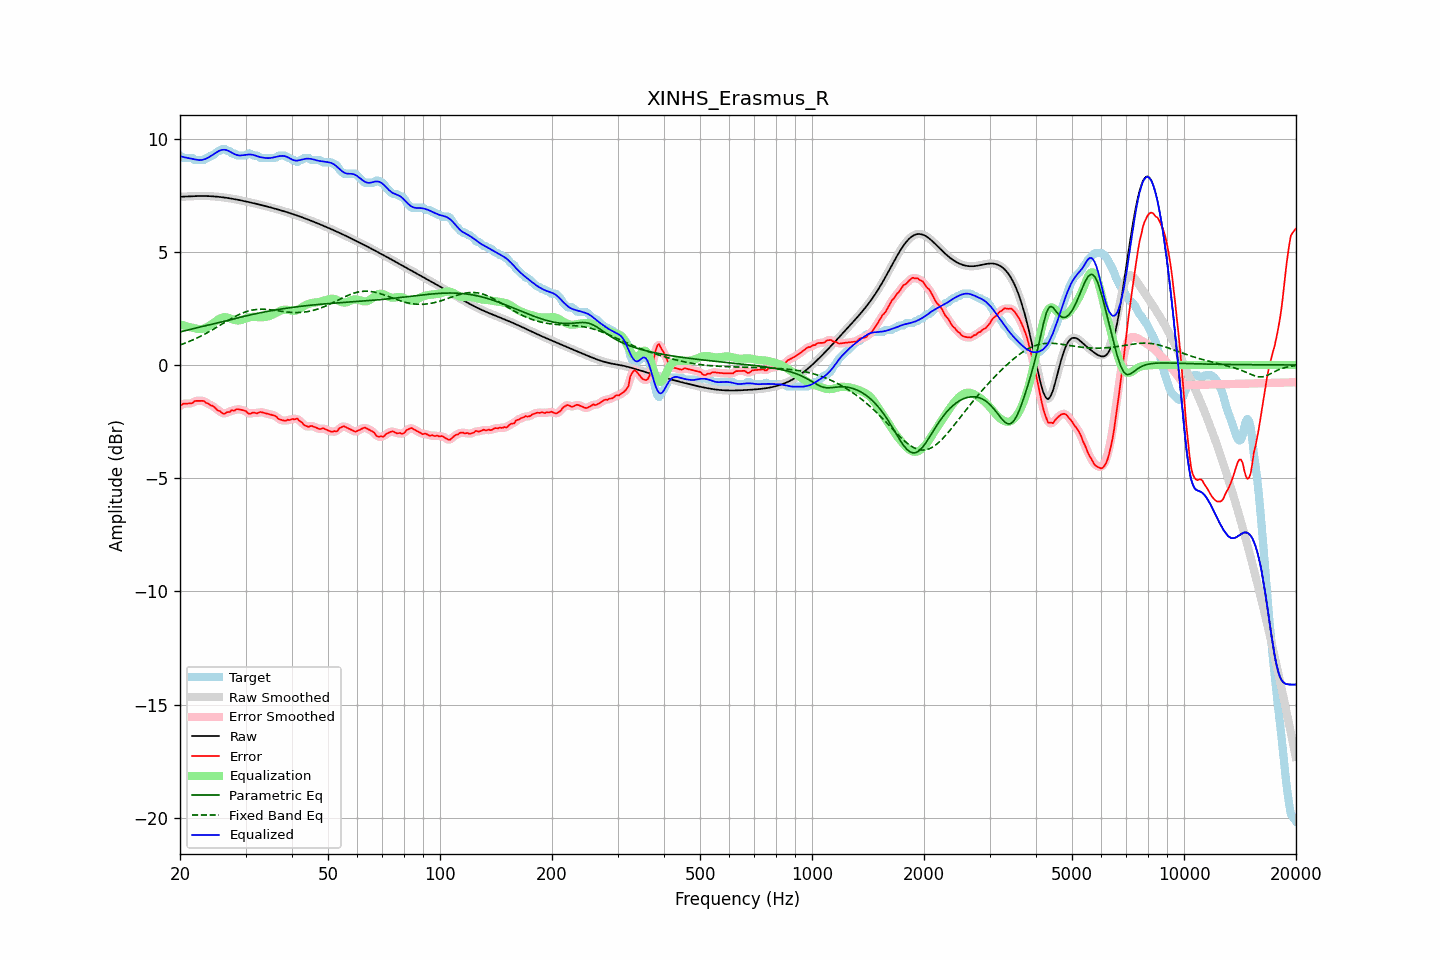 XINHS_Erasmus_R
10
5
0
−5
−10
−15
−20
Amplitude (dBr)
Target
Raw Smoothed
Error Smoothed
Raw
Error
Equalization
Parametric Eq
Fixed Band Eq
Equalized
20 50 100 200 500 1000 2000 5000 10000 20000
Frequency (Hz)